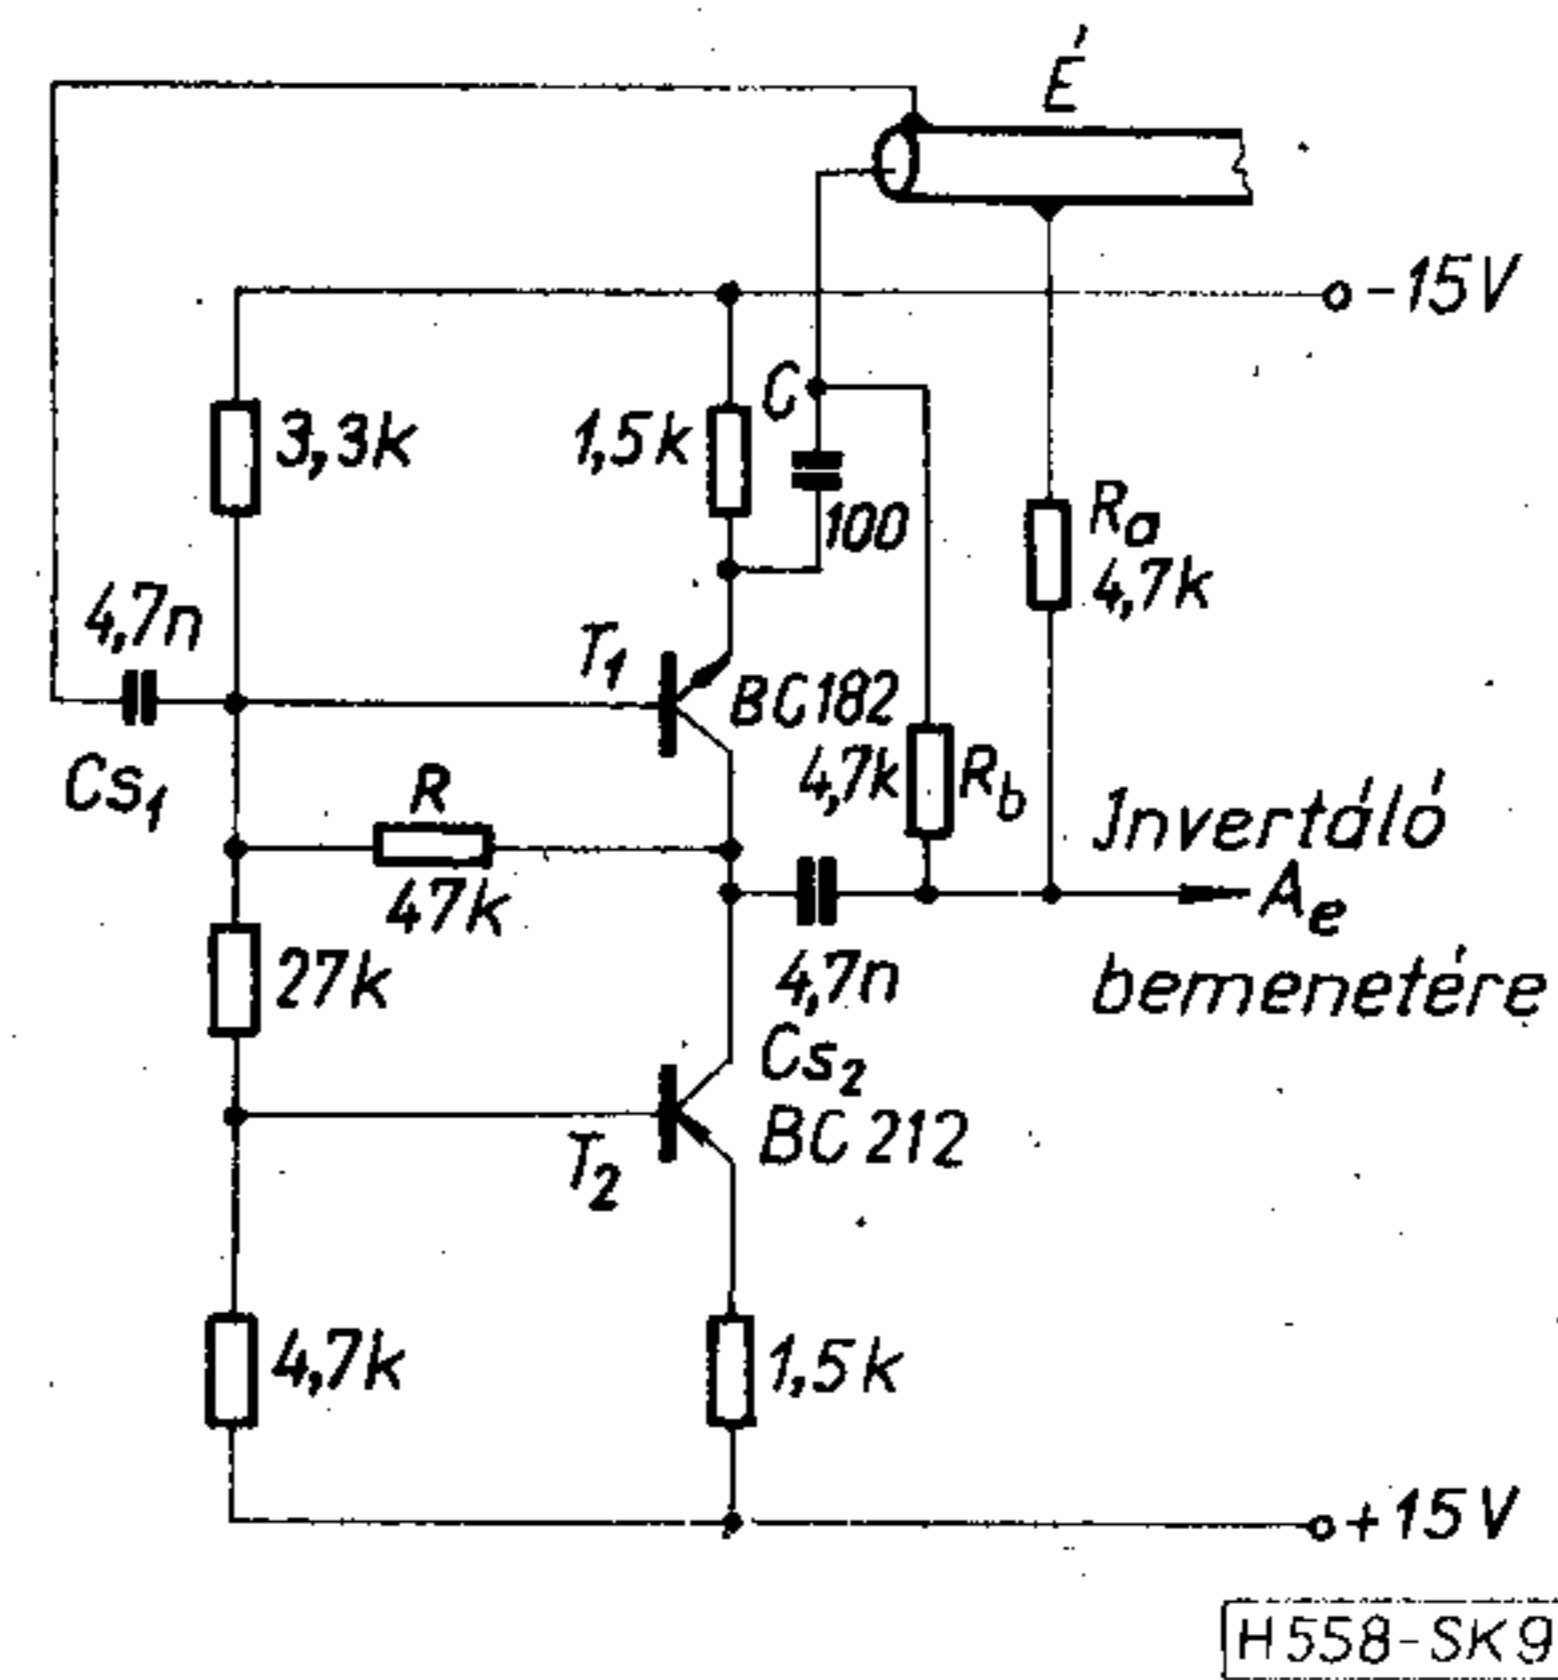 É
-15V
3,3k
1,5k
C
100
Ra
4,7k
4,7n
Cs1
T1
BC182
4,7k
Rb
R
47k
Invertáló
Ae
bemenetére
27k
4,7n
Cs2
BC212
T2
4,7k
1,5k
+15V
H558-SK9